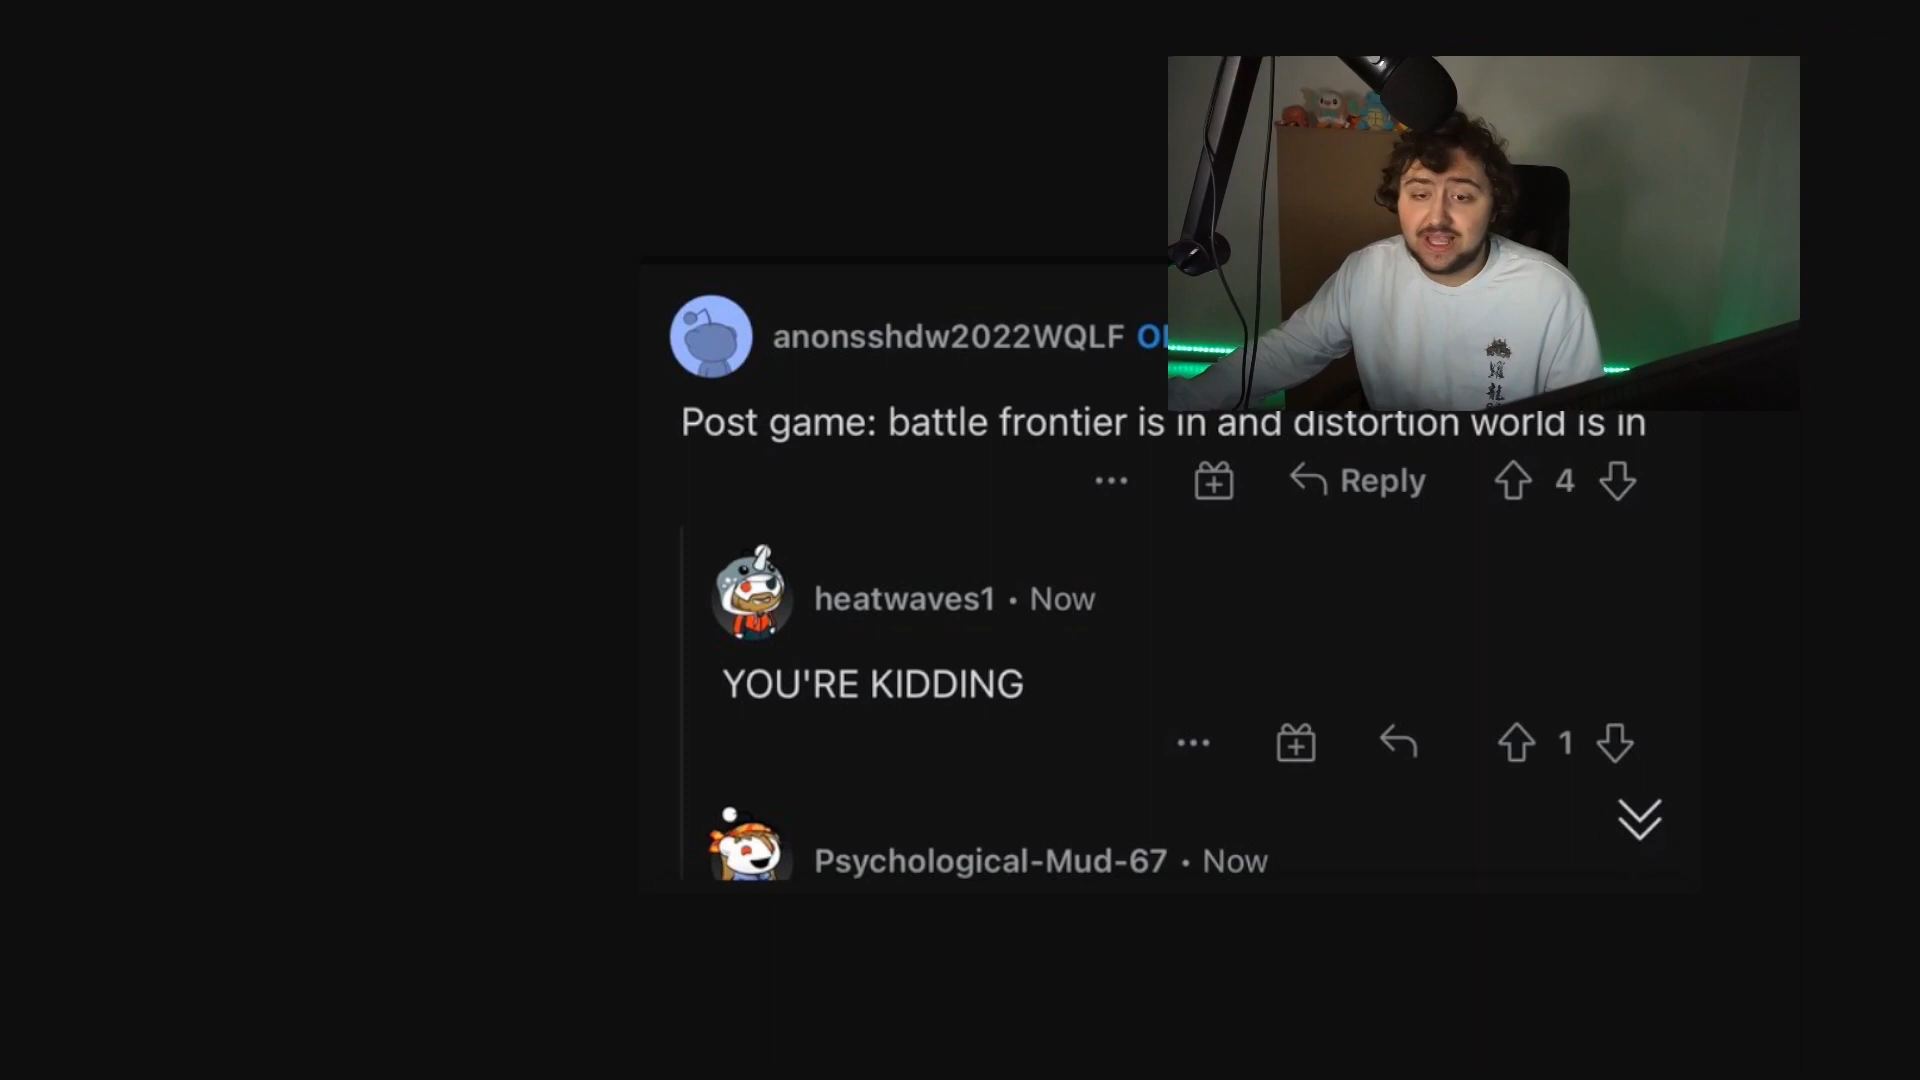 anonsshdw2022WQLF
Post game: battle frontier is in and distortion world is in
Reply
4
heatwaves1 • Now
YOU'RE KIDDING
1
Psychological-Mud-67 • Now